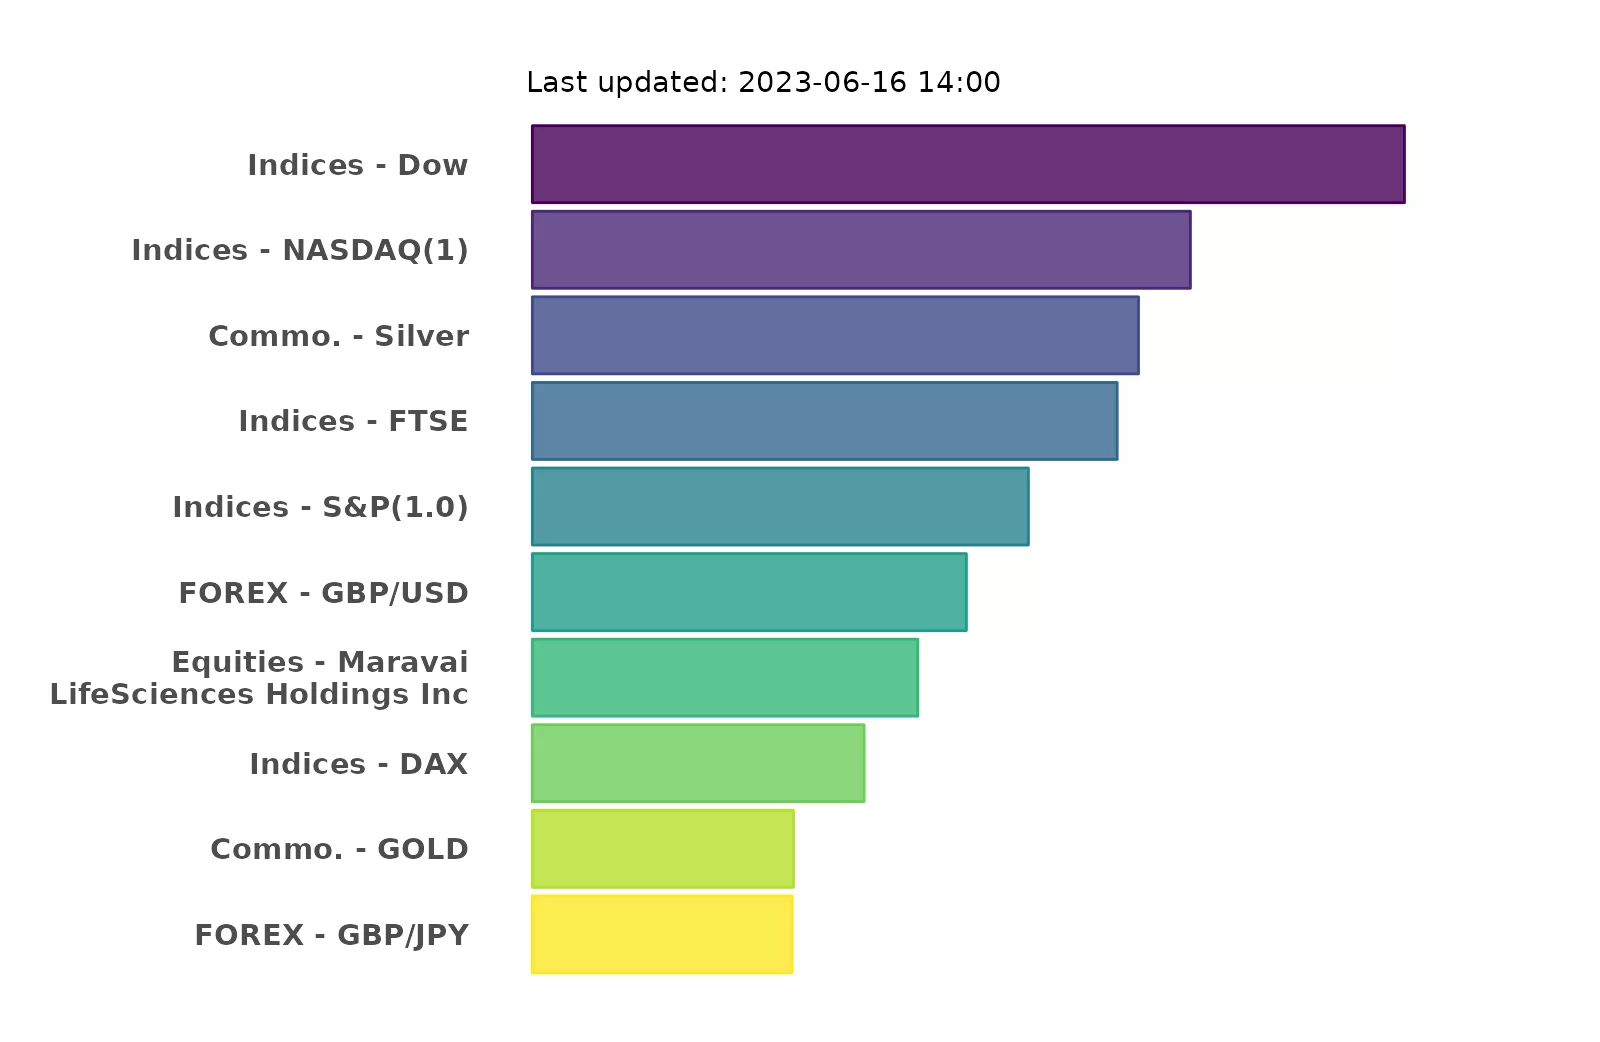 Last updated: 2023-06-16 14:00
Indices - Dow
Indices - NASDAQ(1)
Commo. - Silver
Indices - FTSE
Indices - S&P(1.0)
FOREX - GBP/USD
Equities - Maravai
LifeSciences Holdings Inc
Indices - DAX
Commo. - GOLD
FOREX - GBP/JPY